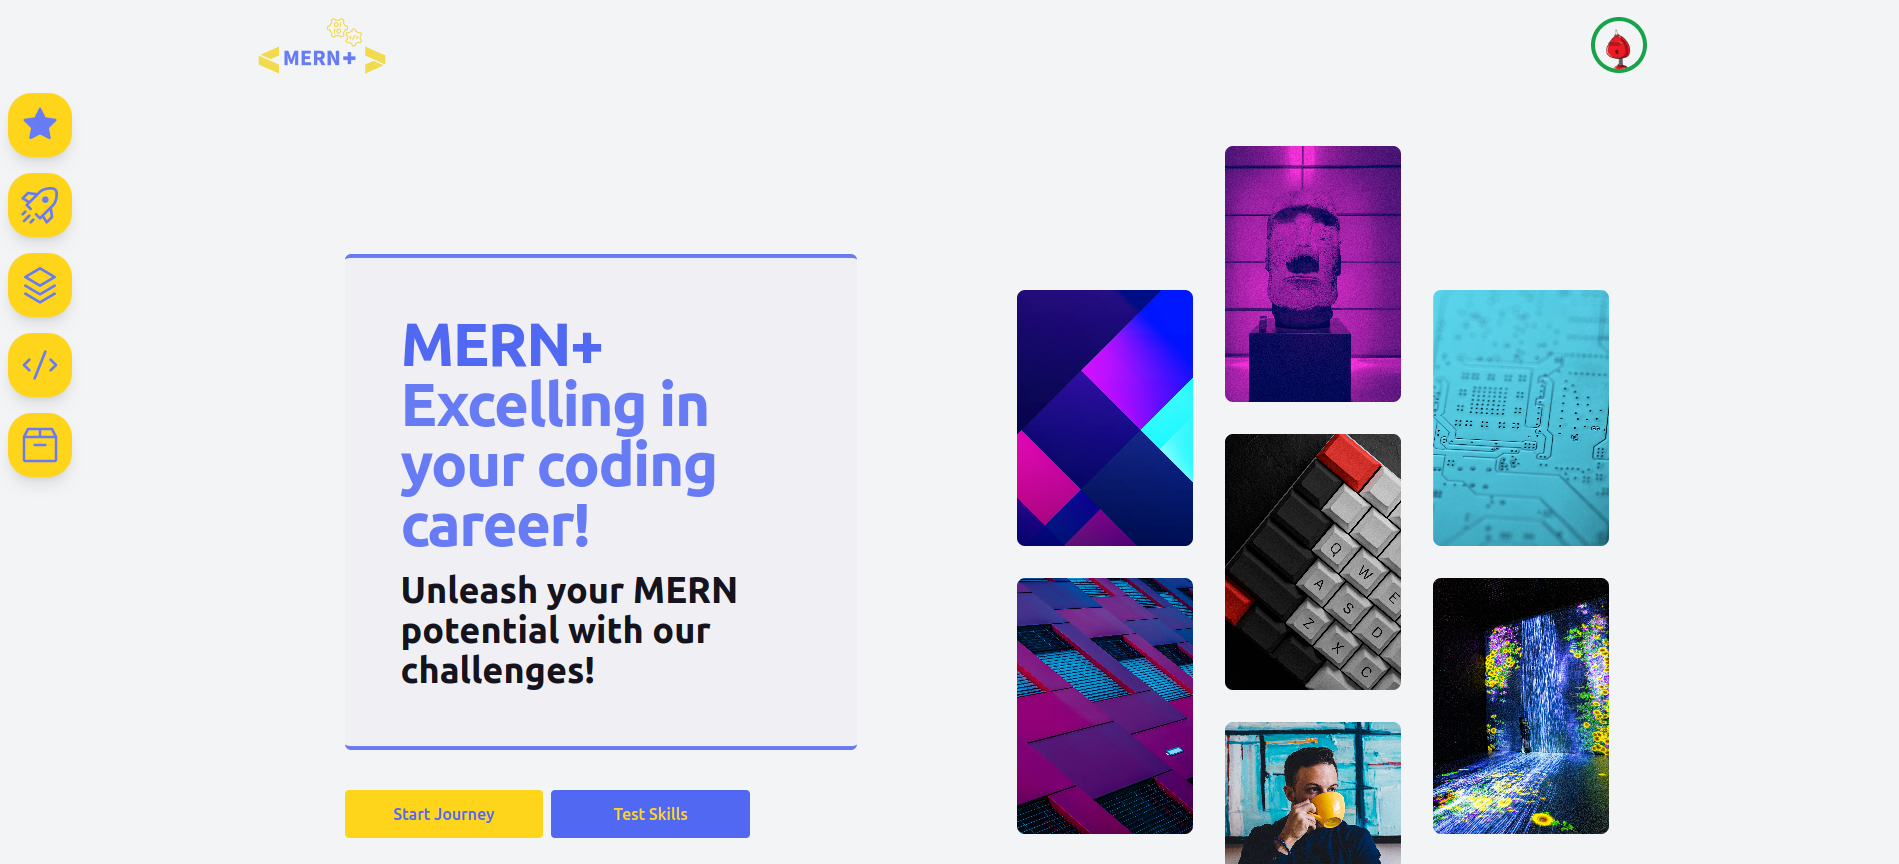 MERN+
MERN+
Excelling in
your coding
career!
Unleash your MERN
potential with our
challenges!
Start Journey
Test Skills
Q
W
E
A
S
D
Z
X
C